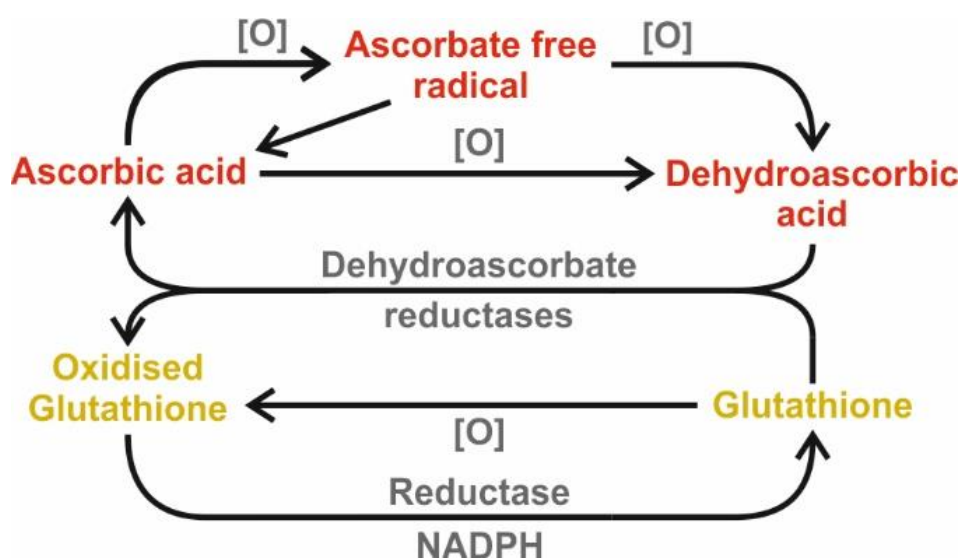 [O]
Ascorbate free
radical
[O]
Ascorbic acid
[O]
Dehydroascorbic
acid
Dehydroascorbate
reductases
Oxidised
Glutathione
[O]
Glutathione
Reductase
NADPH